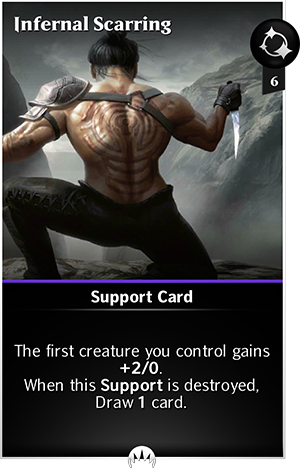 Infernal Scarring
6
Support Card
The first creature you control gains
+2/0.
When this Support is destroyed,
Draw 1 card.